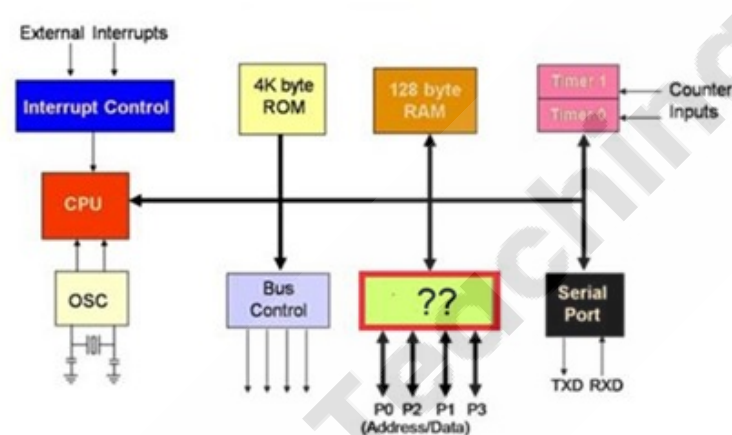 External Interrupts
Interrupt Control
4K byte
ROM
128 byte
RAM
Timer 1
Timer 0
Counter
Inputs
CPU
OSC
Bus
Control
??
Serial
Port
P0 P2 P1 P3
(Address/Data)
TXD RXD
Teaching